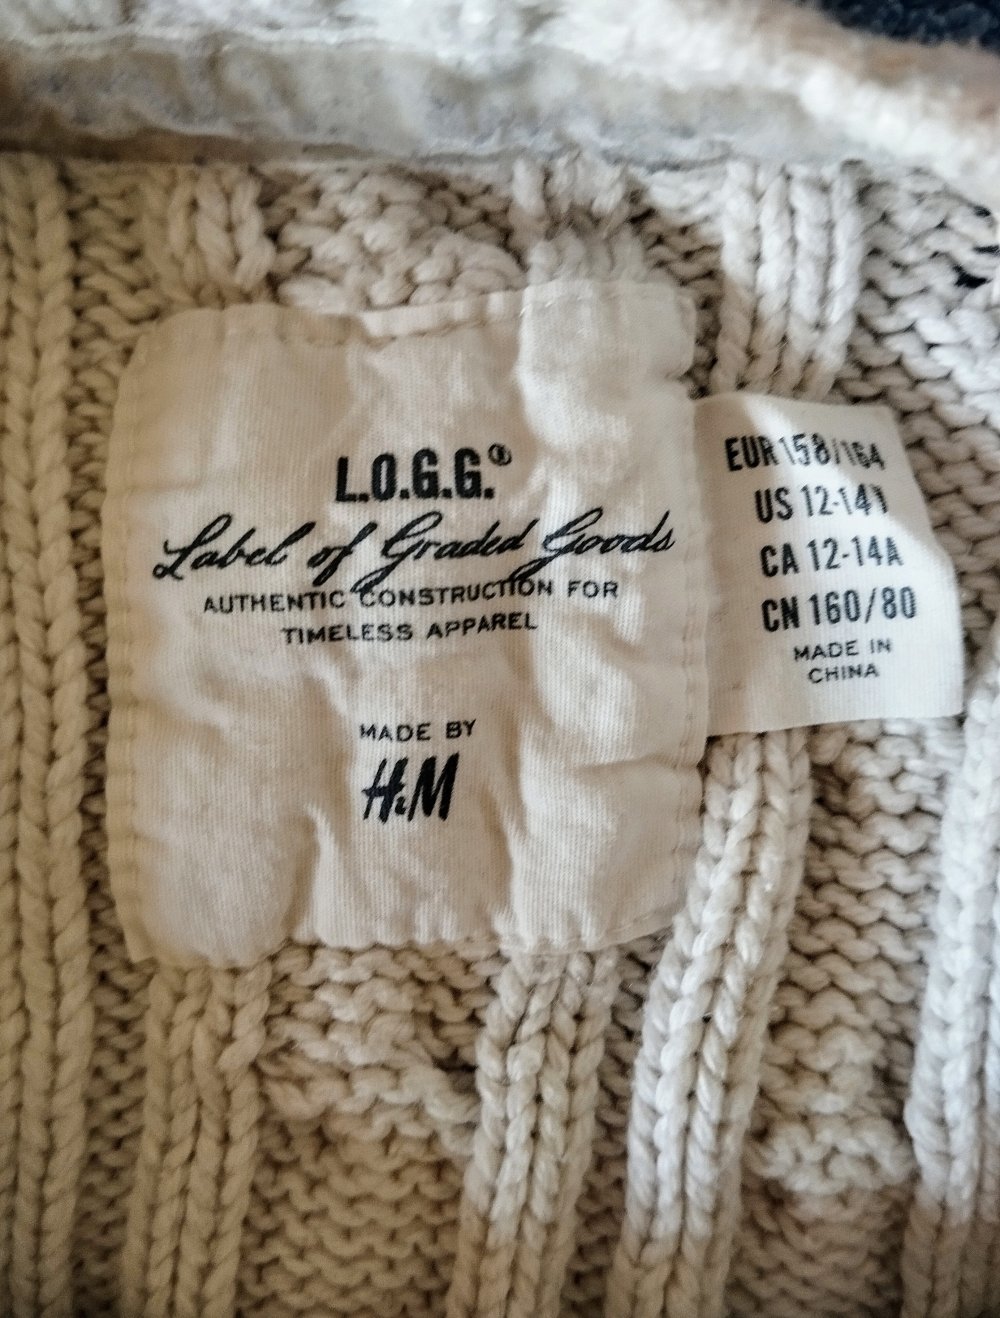 L.O.G.G.®
Label of Graded Goods
AUTHENTIC CONSTRUCTION FOR
TIMELESS APPAREL
MADE BY
H&M
EUR 158/164
US 12-14Y
CA 12-14A
CN 160/80
MADE IN
CHINA